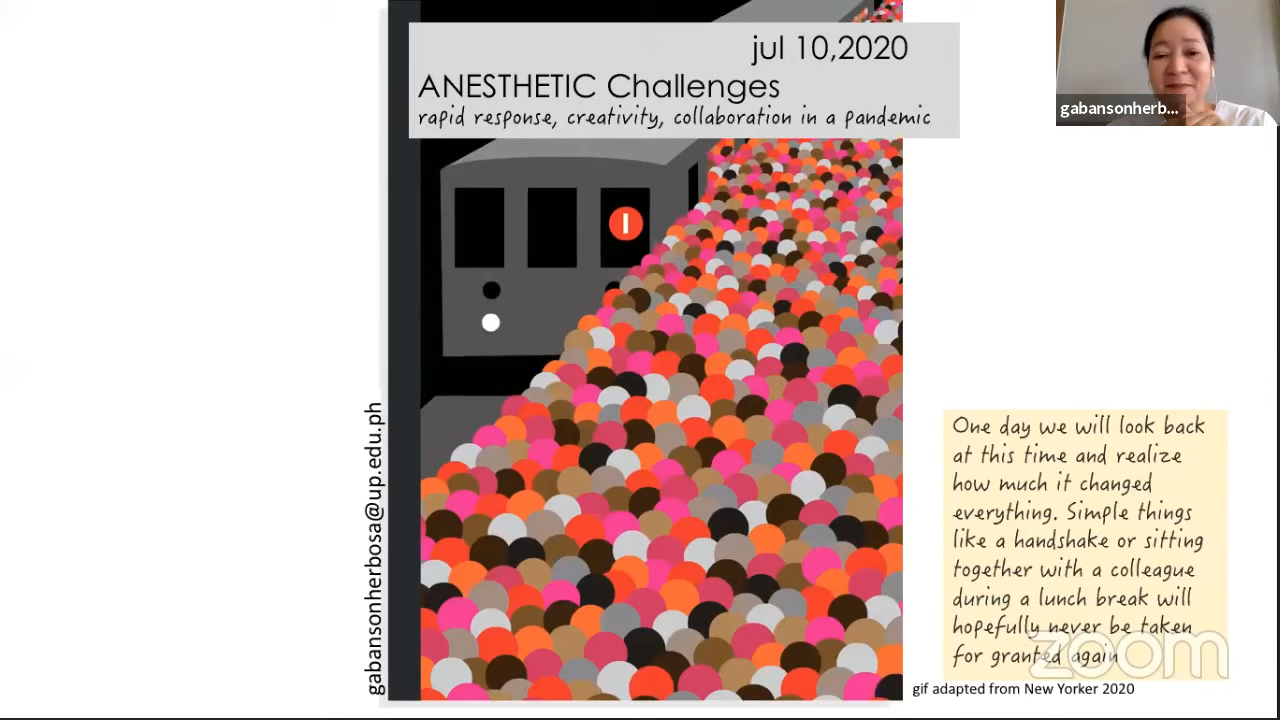 jul 10,2020
ANESTHETIC Challenges
rapid response, creativity, collaboration in a pandemic
gabansonherb...
gabansonherbosa@up.edu.ph
One day we will look back
at this time and realize
how much it changed
everything. Simple things
like a handshake or sitting
together with a colleague
during a lunch break will
hopefully never be taken
for granted again
zoom
gif adapted from New Yorker 2020